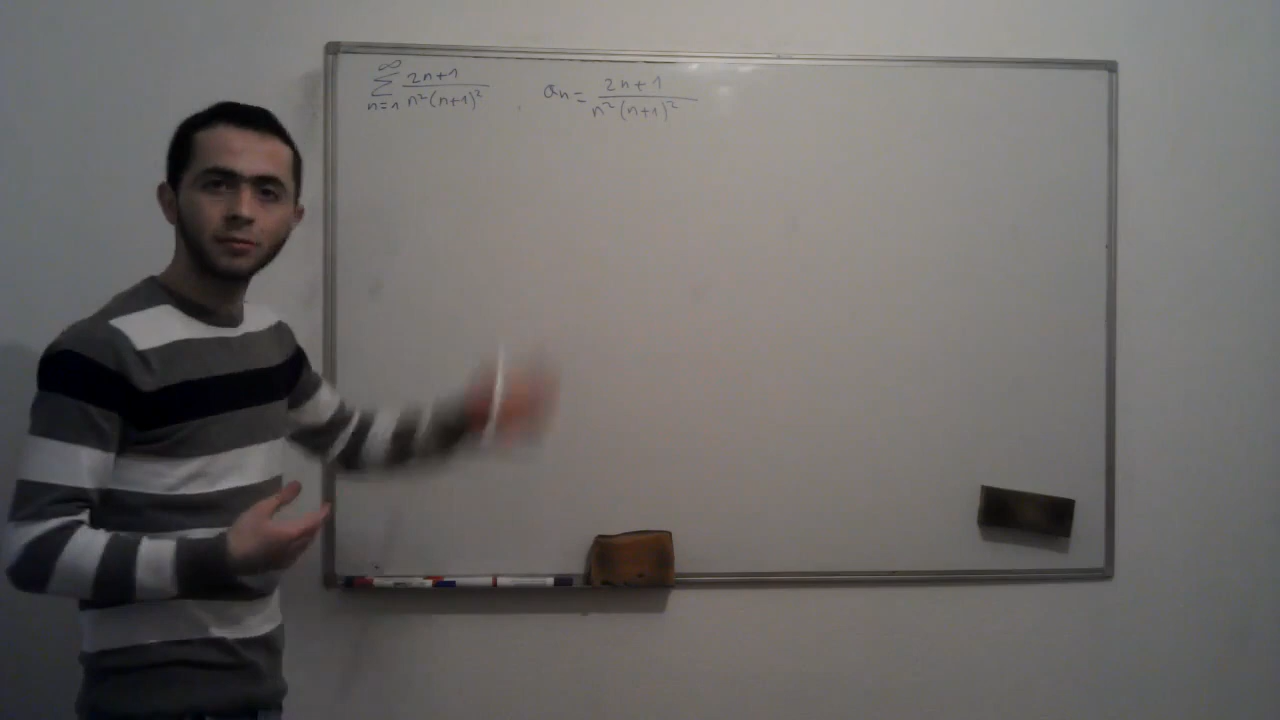 ∞
∑ 2n+1 / n²(n+1)²   an = 2n+1 / n²(n+1)²
n=1